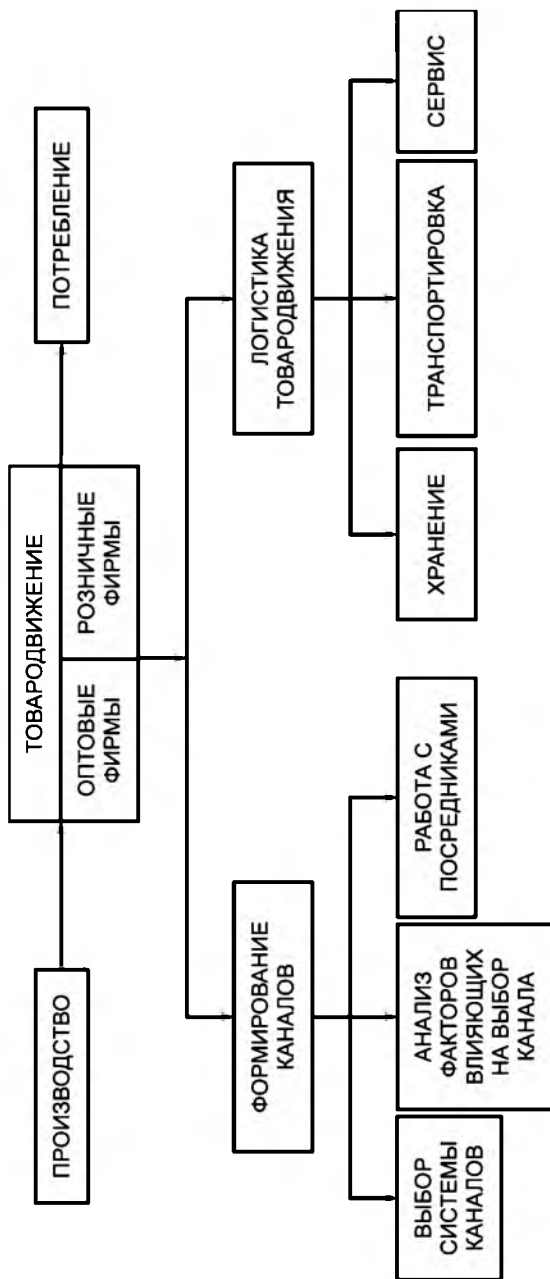 ПРОИЗВОДСТВО
ТОВАРОДВИЖЕНИЕ
ОПТОВЫЕ
ФИРМЫ
РОЗНИЧНЫЕ
ФИРМЫ
ПОТРЕБЛЕНИЕ
ФОРМИРОВАНИЕ
КАНАЛОВ
ЛОГИСТИКА
ТОВАРОДВИЖЕНИЯ
ВЫБОР
СИСТЕМЫ
КАНАЛОВ
АНАЛИЗ
ФАКТОРОВ
ВЛИЯЮЩИХ
НА ВЫБОР
КАНАЛА
РАБОТА С
ПОСРЕДНИКАМИ
ХРАНЕНИЕ
ТРАНСПОРТИРОВКА
СЕРВИС